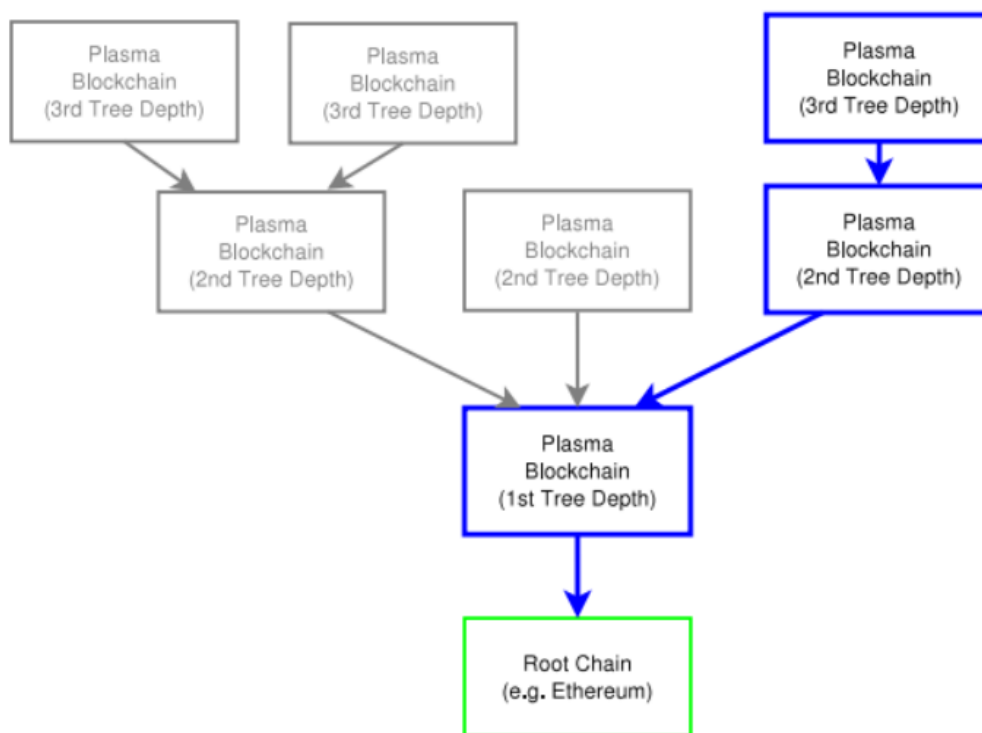 Plasma
Blockchain
(3rd Tree Depth)
Plasma
Blockchain
(3rd Tree Depth)
Plasma
Blockchain
(3rd Tree Depth)
Plasma
Blockchain
(2nd Tree Depth)
Plasma
Blockchain
(2nd Tree Depth)
Plasma
Blockchain
(2nd Tree Depth)
Plasma
Blockchain
(1st Tree Depth)
Root Chain
(e.g. Ethereum)